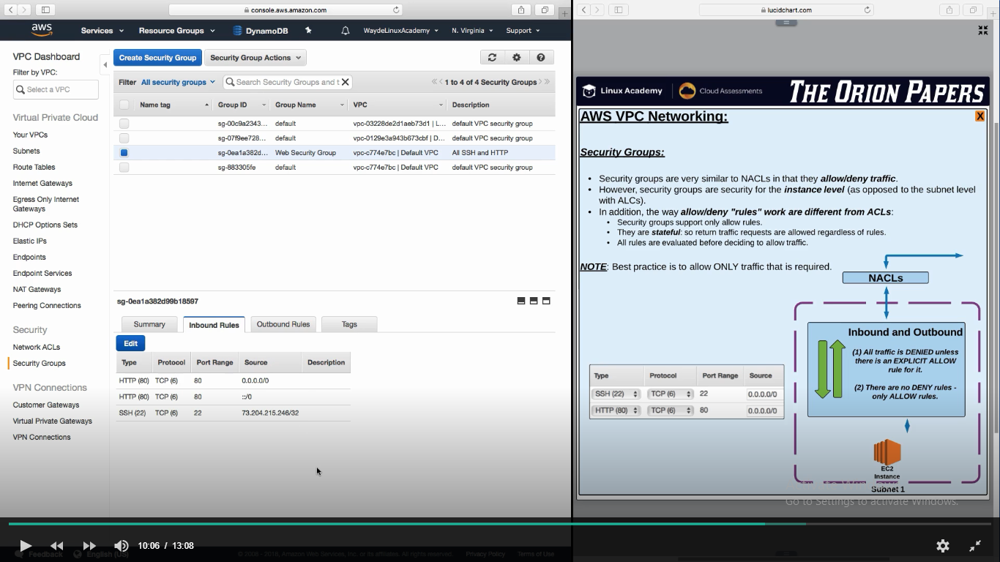 console.aws.amazon.com
aws Services Resource Groups DynamoDB WaydeLinuxAcademy N. Virginia Support
VPC Dashboard
Filter by VPC:
Select a VPC
Virtual Private Cloud
Your VPCs
Subnets
Route Tables
Internet Gateways
Egress Only Internet
Gateways
DHCP Options Sets
Elastic IPs
Endpoints
Endpoint Services
NAT Gateways
Peering Connections
Security
Network ACLs
Security Groups
VPN Connections
Customer Gateways
Virtual Private Gateways
VPN Connections
Create Security Group Security Group Actions
Filter All security groups Search Security Groups and t 1 to 4 of 4 Security Groups
Name tag Group ID Group Name VPC Description
sg-00c9a2343... default vpc-03228de2d1aeb73d1 | L... default VPC security group
sg-07f9ee728... default vpc-0129e3a943b673cbf | D... default VPC security group
sg-0ea1a382d... Web Security Group vpc-c774e7bc | Default VPC All SSH and HTTP
sg-883305fe default vpc-c774e7bc | Default VPC default VPC security group
sg-0ea1a382d99b18597
Summary Inbound Rules Outbound Rules Tags
Edit
Type Protocol Port Range Source Description
HTTP (80) TCP (6) 80 0.0.0.0/0
HTTP (80) TCP (6) 80 ::/0
SSH (22) TCP (6) 22 73.204.215.246/32
lucidchart.com
Linux Academy Cloud Assessments THE ORION PAPERS
AWS VPC Networking: X
Security Groups:
• Security groups are very similar to NACLs in that they allow/deny traffic.
• However, security groups are security for the instance level (as opposed to the subnet level
with ALCs).
• In addition, the way allow/deny "rules" work are different from ACLs:
• Security groups support only allow rules.
• They are stateful: so return traffic requests are allowed regardless of rules.
• All rules are evaluated before deciding to allow traffic.
NOTE: Best practice is to allow ONLY traffic that is required.
NACLs
Inbound and Outbound
(1) All traffic is DENIED unless
there is an EXPLICIT ALLOW
rule for it.
(2) There are no DENY rules -
only ALLOW rules.
Type Protocol Port Range Source
SSH (22) TCP (6) 22 0.0.0.0/0
HTTP (80) TCP (6) 80 0.0.0.0/0
EC2
Instance
Subnet 1
Go to Settings to activate Windows.
10:06 / 13:08
Feedback English (US) © 2008 - 2018, Amazon Web Services, Inc. or its affiliates. All rights reserved. Privacy Policy Terms of Use